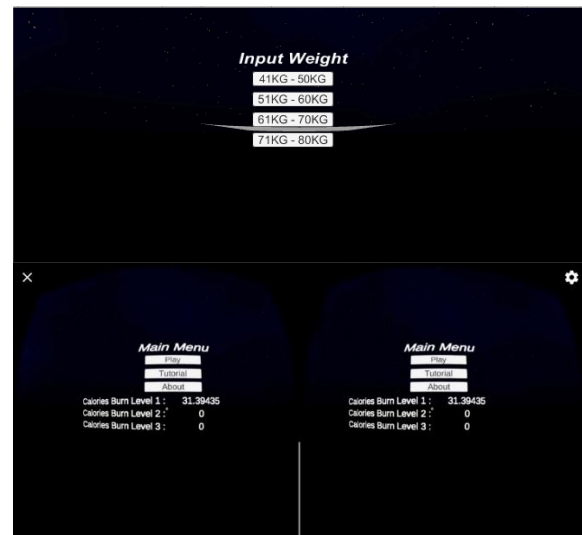 Input Weight
41KG - 50KG
51KG - 60KG
61KG - 70KG
71KG - 80KG
Main Menu
Play
Tutorial
About
Calories Burn Level 1 : 31.39435
Calories Burn Level 2 : 0
Calories Burn Level 3 : 0
Main Menu
Play
Tutorial
About
Calories Burn Level 1 : 31.39435
Calories Burn Level 2 : 0
Calories Burn Level 3 : 0